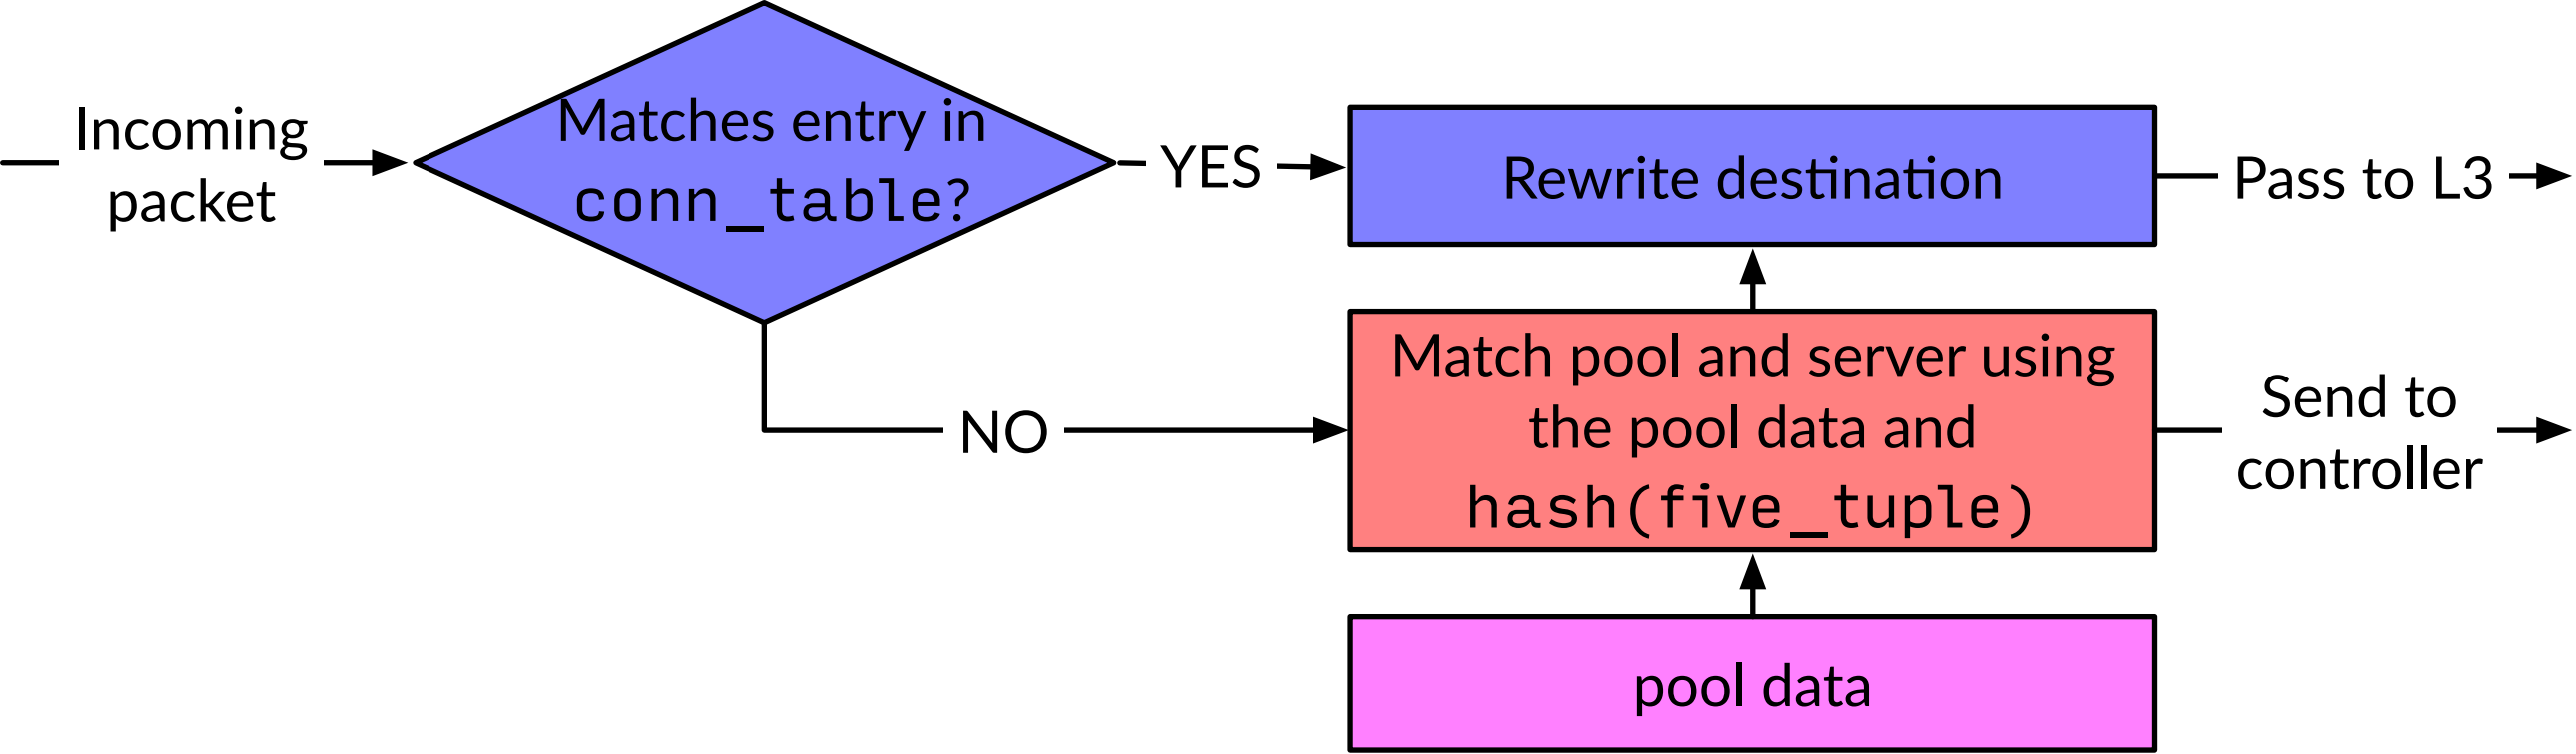 Incoming
packet
Matches entry in
conn_table?
YES
Rewrite destination
Pass to L3
NO
Match pool and server using
the pool data and
hash(five_tuple)
Send to
controller
pool data